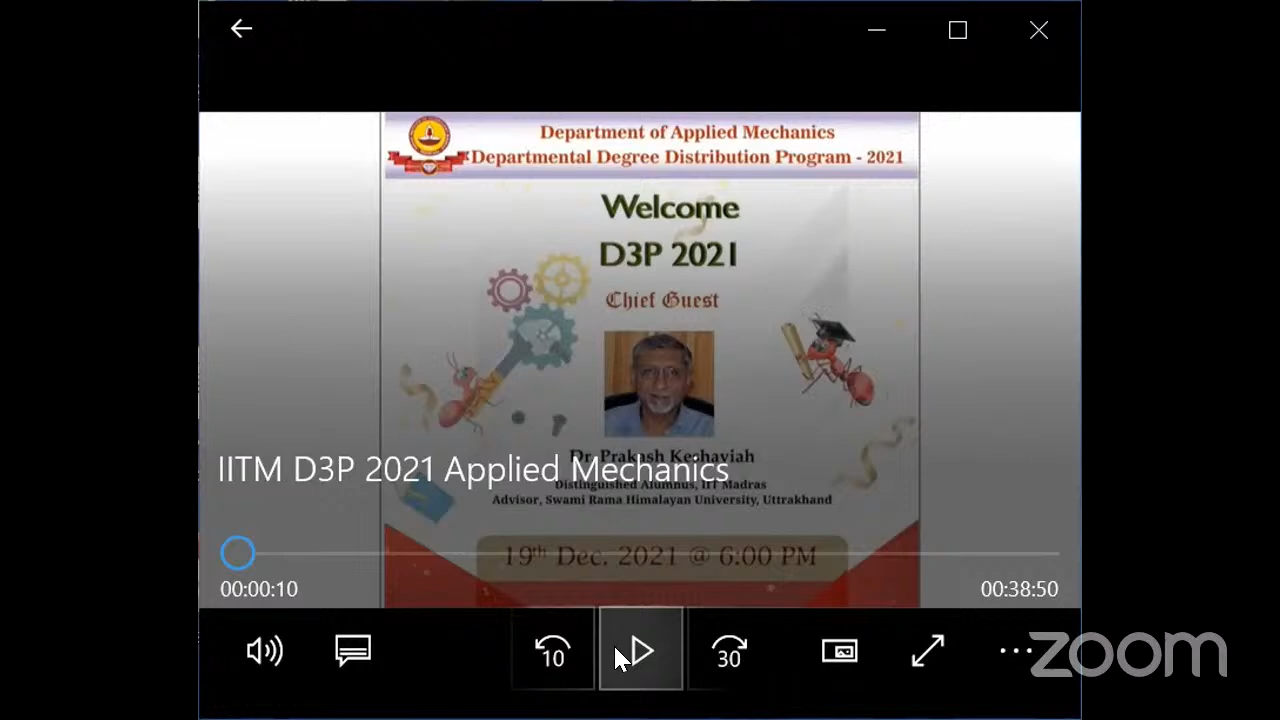 Department of Applied Mechanics
Departmental Degree Distribution Program - 2021
Welcome
D3P 2021
Chief Guest
Dr. Prakash Keshaviah
IITM D3P 2021 Applied Mechanics
Distinguished Alumnus, IIT Madras
Advisor, Swami Rama Himalayan University, Uttrakhand
19th Dec. 2021 @ 6:00 PM
00:00:10
00:38:50
10
30
zoom